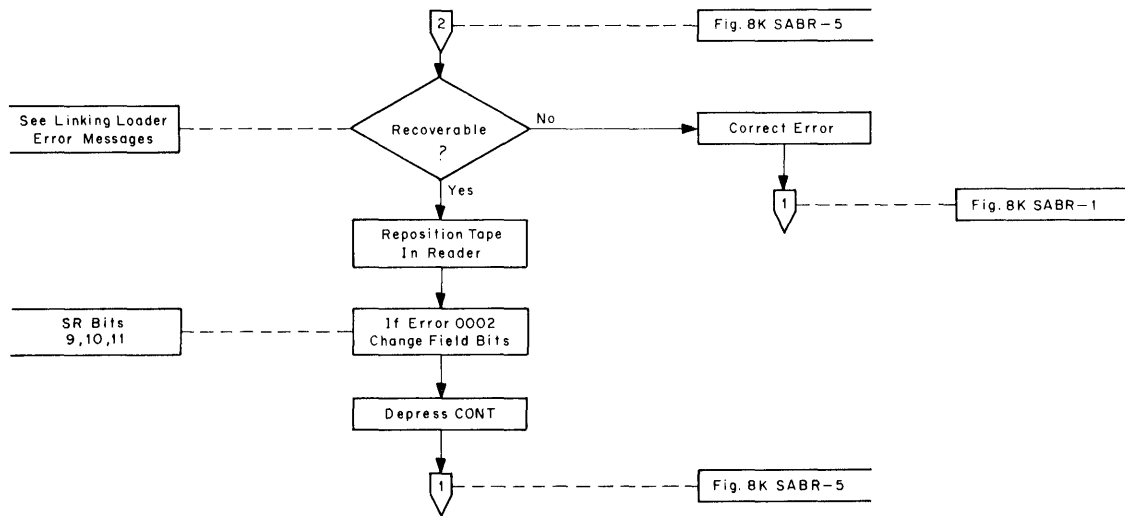 2
Fig. 8K SABR-5
See Linking Loader
Error Messages
Recoverable
?
No
Correct Error
Yes
1
Fig. 8K SABR-1
Reposition Tape
In Reader
SR Bits
9,10,11
If Error 0002
Change Field Bits
Depress CONT
1
Fig. 8K SABR-5